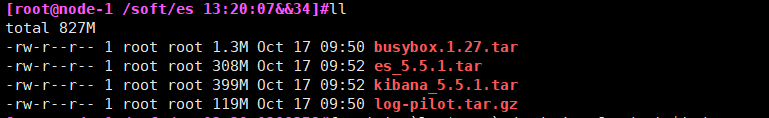 [root@node-1 /soft/es 13:20:07&&34]#ll
total 827M
-rw-r--r-- 1 root root 1.3M Oct 17 09:50 busybox.1.27.tar
-rw-r--r-- 1 root root 308M Oct 17 09:52 es_5.5.1.tar
-rw-r--r-- 1 root root 399M Oct 17 09:52 kibana_5.5.1.tar
-rw-r--r-- 1 root root 119M Oct 17 09:50 log-pilot.tar.gz